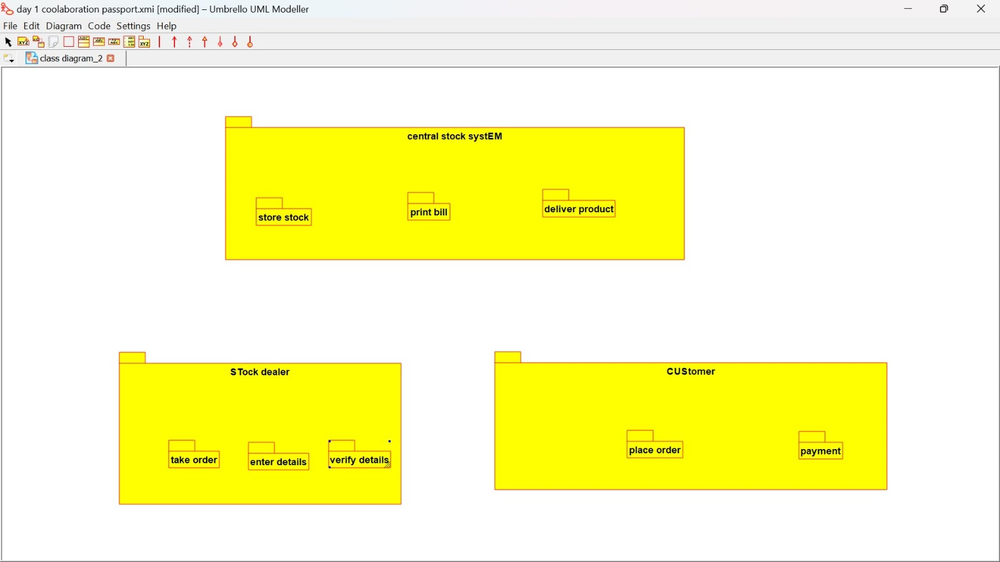 day 1 coolaboration passport.xmi [modified] – Umbrello UML Modeller
File Edit Diagram Code Settings Help
class diagram_2
central stock systEM
store stock
print bill
deliver product
STock dealer
take order
enter details
verify details
CUStomer
place order
payment